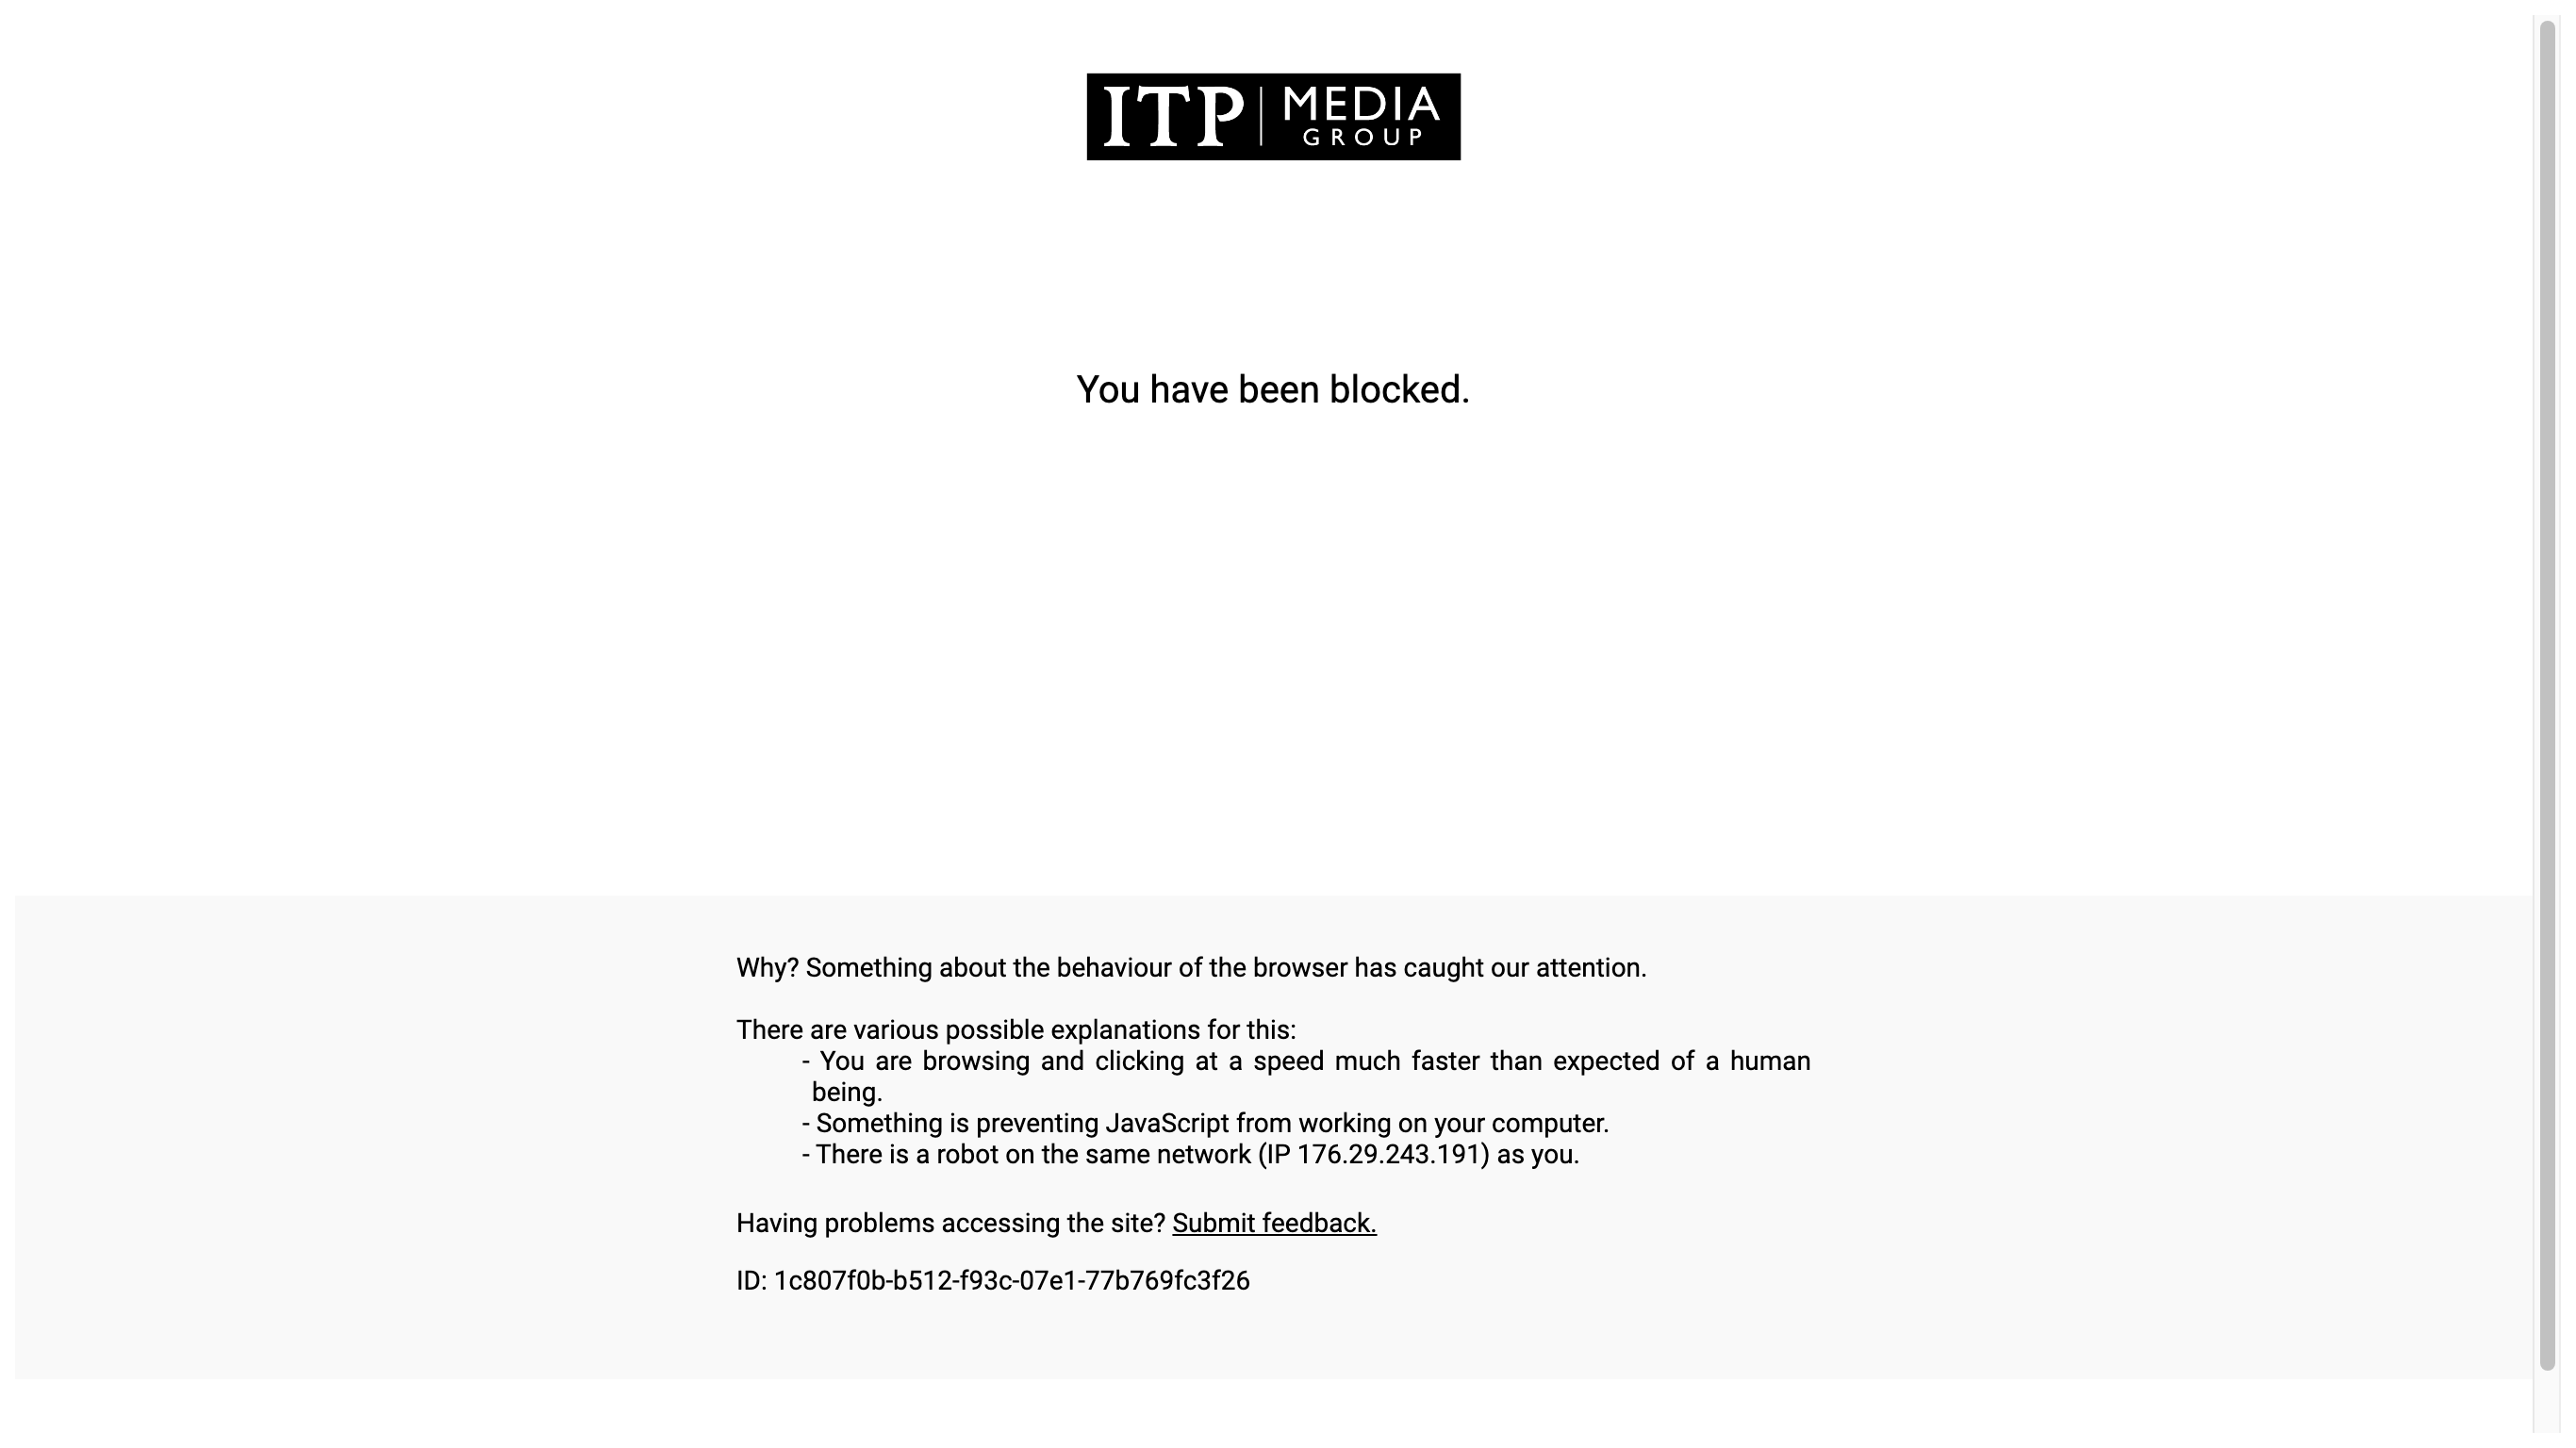 ITP | MEDIA GROUP
You have been blocked.
Why? Something about the behaviour of the browser has caught our attention.
There are various possible explanations for this:
- You are browsing and clicking at a speed much faster than expected of a human
being.
- Something is preventing JavaScript from working on your computer.
- There is a robot on the same network (IP 176.29.243.191) as you.
Having problems accessing the site? Submit feedback.
ID: 1c807f0b-b512-f93c-07e1-77b769fc3f26